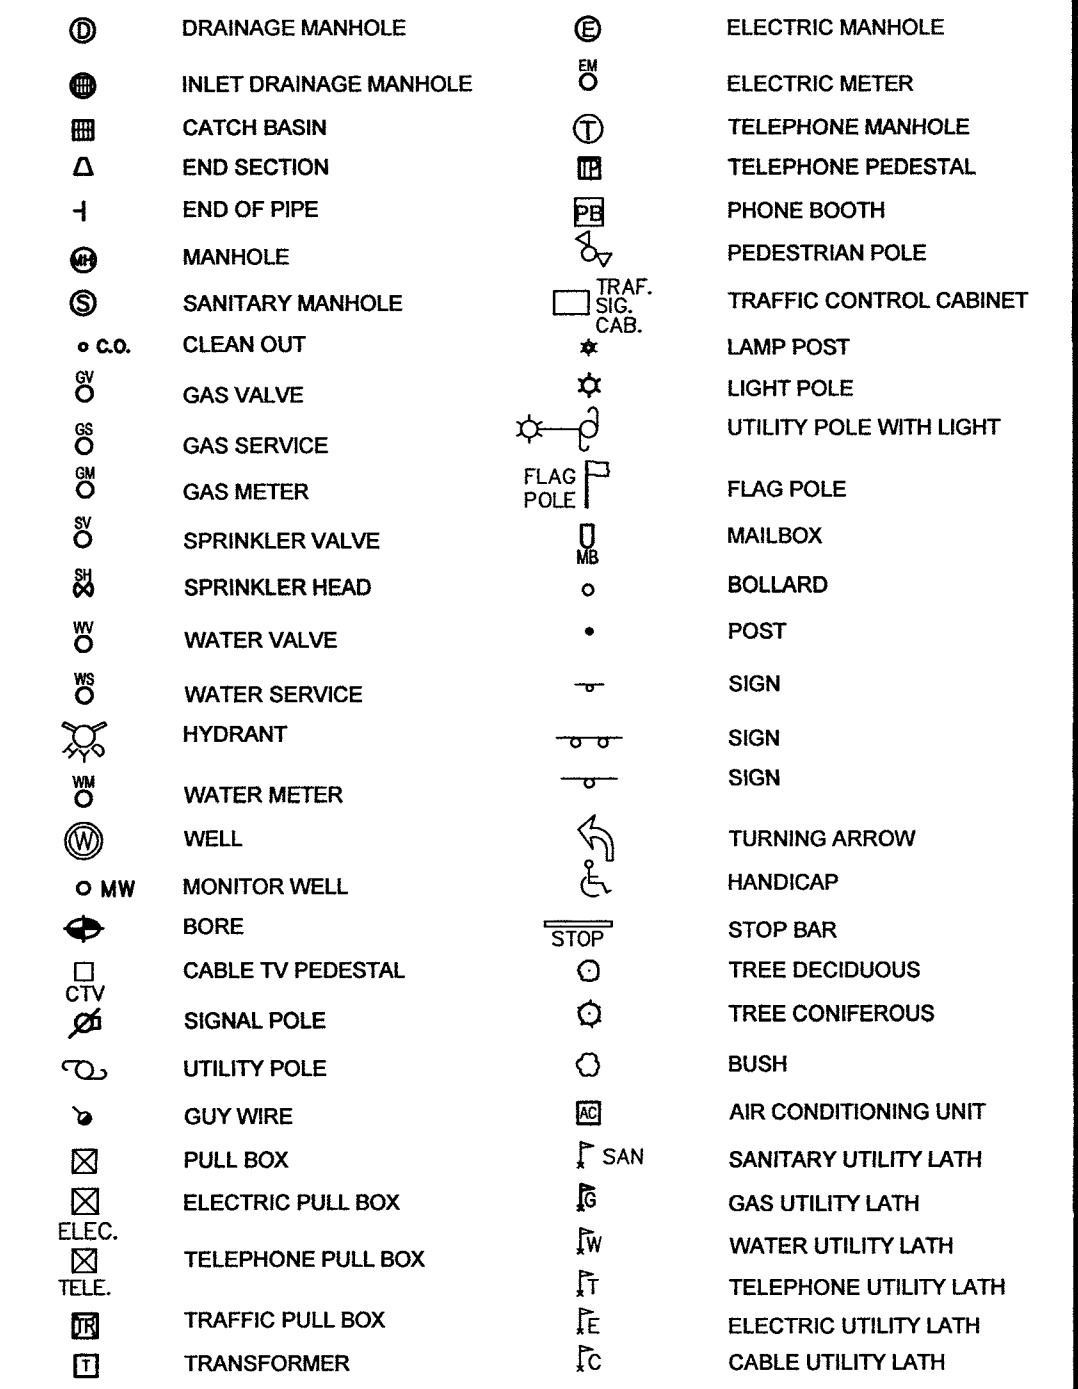 D DRAINAGE MANHOLE
INLET DRAINAGE MANHOLE
CATCH BASIN
END SECTION
END OF PIPE
MH MANHOLE
S SANITARY MANHOLE
C.O. CLEAN OUT
GV
GAS VALVE
GS
GAS SERVICE
GM
GAS METER
SV
SPRINKLER VALVE
SH
SPRINKLER HEAD
WV
WATER VALVE
WS
WATER SERVICE
HYDRANT
HYD
WM
WATER METER
W WELL
MW MONITOR WELL
BORE
CABLE TV PEDESTAL
CTV
SIGNAL POLE
UTILITY POLE
GUY WIRE
PULL BOX
ELECTRIC PULL BOX
ELEC.
TELEPHONE PULL BOX
TELE.
TR TRAFFIC PULL BOX
T TRANSFORMER
E ELECTRIC MANHOLE
EM
ELECTRIC METER
T TELEPHONE MANHOLE
TP TELEPHONE PEDESTAL
PB PHONE BOOTH
PEDESTRIAN POLE
TRAF.
SIG. TRAFFIC CONTROL CABINET
CAB.
LAMP POST
LIGHT POLE
UTILITY POLE WITH LIGHT
FLAG
POLE FLAG POLE
MAILBOX
MB
BOLLARD
POST
SIGN
SIGN
SIGN
TURNING ARROW
HANDICAP
STOP BAR
STOP
TREE DECIDUOUS
TREE CONIFEROUS
BUSH
AC AIR CONDITIONING UNIT
SAN SANITARY UTILITY LATH
G GAS UTILITY LATH
W WATER UTILITY LATH
T TELEPHONE UTILITY LATH
E ELECTRIC UTILITY LATH
C CABLE UTILITY LATH